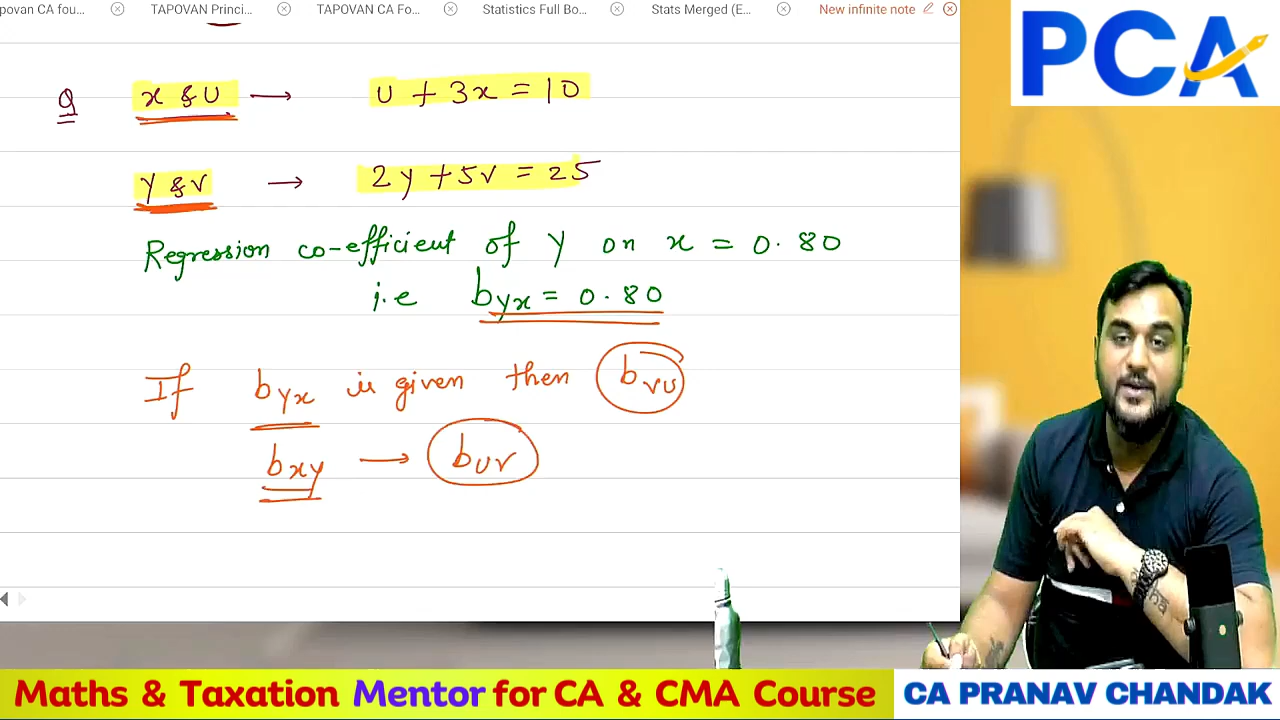 povan CA fou...
TAPOVAN Princi...
TAPOVAN CA Fo...
Statistics Full Bo...
Stats Merged (E...
New infinite note
PCA
Q x & u → u + 3x = 10
y & v → 2y + 5v = 25
Regression co-efficient of y on x = 0.80
i.e byx = 0.80
If byx is given then bvu
bxy → buv
Maths & Taxation Mentor for CA & CMA Course
CA PRANAV CHANDAK